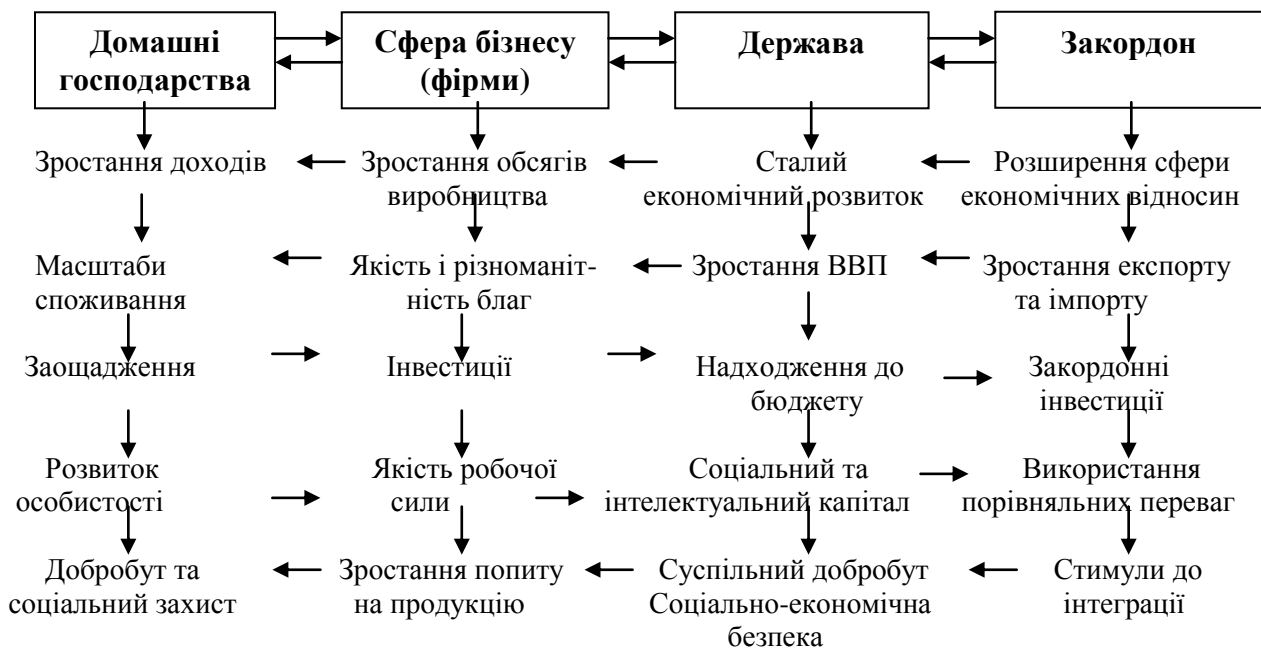 Домашні господарства
Сфера бізнесу (фірми)
Держава
Закордон
Зростання доходів
Зростання обсягів
виробництва
Сталий
економічний розвиток
Розширення сфери
економічних відносин
Масштаби
споживання
Якість і різноманіт-
ність благ
Зростання ВВП
Зростання експорту
та імпорту
Заощадження
Інвестиції
Надходження до
бюджету
Закордонні
інвестиції
Розвиток
особистості
Якість робочої
сили
Соціальний та
інтелектуальний капітал
Використання
порівняльних переваг
Добробут та
соціальний захист
Зростання попиту
на продукцію
Суспільний добробут
Соціально-економічна
безпека
Стимули до
інтеграції